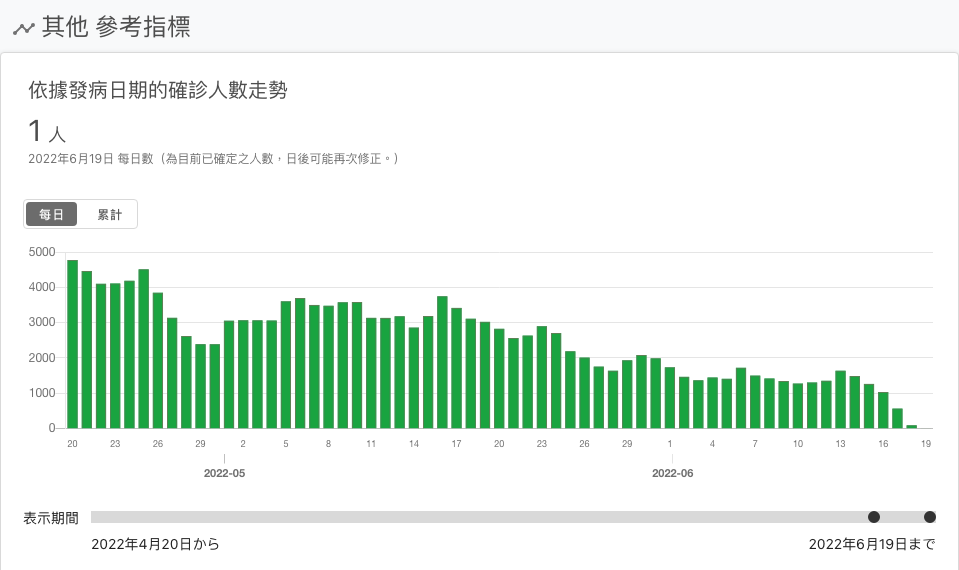 其他 參考指標
依據發病日期的確診人數走勢
1 人
2022年6月19日 每日數（為目前已確定之人數，日後可能再次修正。）
每日 累計
5000
4000
3000
2000
1000
0
20 23 26 29 2 5 8 11 14 17 20 23 26 29 1 4 7 10 13 16 19
2022-05 2022-06
表示期間
2022年4月20日から 2022年6月19日まで